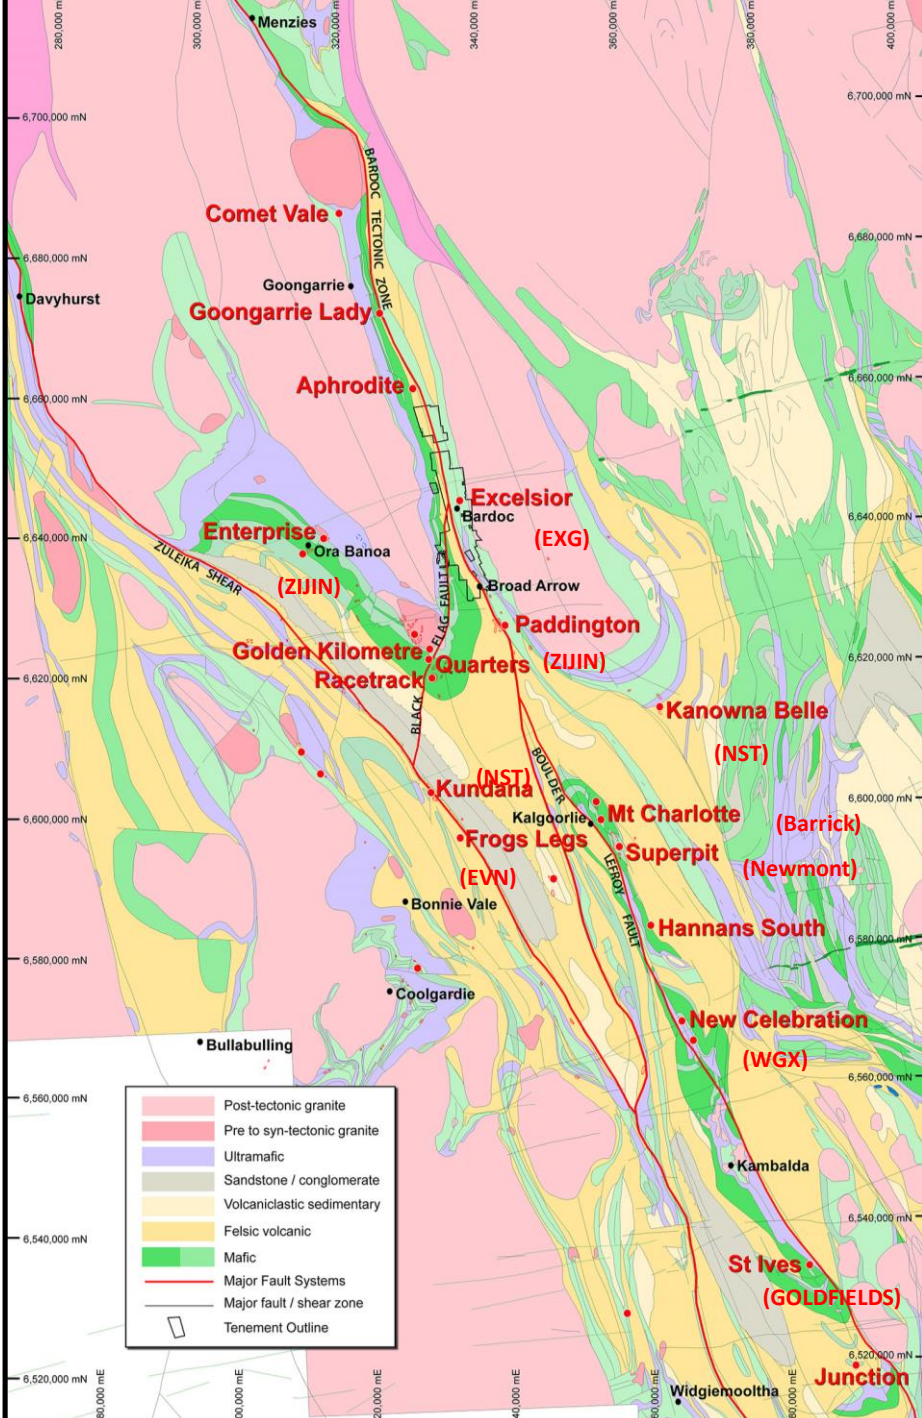 280,000 mE
300,000 mE
320,000 mE
340,000 mE
360,000 mE
380,000 mE
400,000 mE
Menzies
6,700,000 mN
6,700,000 mN
BARDOC TECTONIC ZONE
Comet Vale
6,680,000 mN
6,680,000 mN
Goongarrie
Davyhurst
Goongarrie Lady
Aphrodite
6,660,000 mN
6,660,000 mN
Excelsior
Bardoc
6,640,000 mN
6,640,000 mN
Enterprise
(EXG)
Ora Banoa
ZULEIKA SHEAR
(ZIJIN)
Broad Arrow
BLACK FLAG FAULT
Paddington
Golden Kilometre
Quarters
(ZIJIN)
6,620,000 mN
6,620,000 mN
Racetrack
Kanowna Belle
(NST)
BOULDER LEFROY FAULT
(NST)
Kundana
6,600,000 mN
6,600,000 mN
Kalgoorlie
Mt Charlotte
(Barrick)
Frogs Legs
Superpit
(Newmont)
(EVN)
Bonnie Vale
Hannans South
6,580,000 mN
6,580,000 mN
Coolgardie
New Celebration
Bullabulling
(WGX)
6,560,000 mN
6,560,000 mN
Post-tectonic granite
Pre to syn-tectonic granite
Ultramafic
Sandstone / conglomerate
Volcaniclastic sedimentary
Felsic volcanic
Mafic
Major Fault Systems
Major fault / shear zone
Tenement Outline
Kambalda
6,540,000 mN
6,540,000 mN
St Ives
(GOLDFIELDS)
6,520,000 mN
6,520,000 mN
Junction
Widgiemooltha